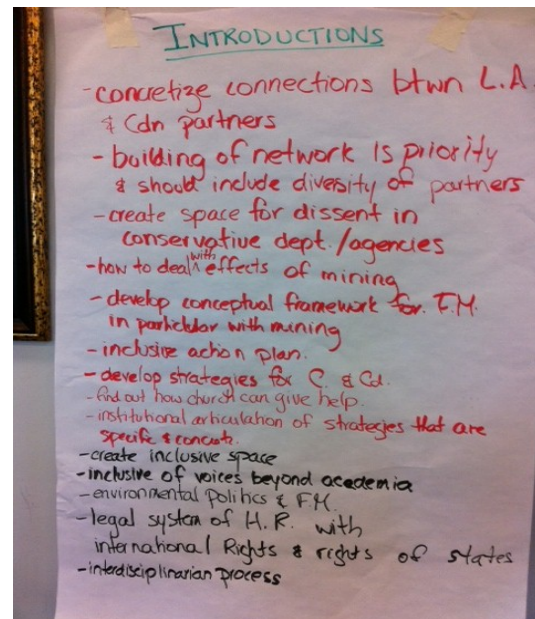 INTRODUCTIONS
- concretize connections btwn L.A.
& Cdn partners
- building of network IS priority
& should include diversity of partners
- create space for dissent in
conservative dept./agencies
- how to deal with effects of mining
- develop conceptual framework for F.M.
in particular with mining
- inclusive action plan.
- develop strategies for C. & Cd.
- find out how church can give help.
- institutional articulation of strategies that are
specific & concrete.
- create inclusive space
- inclusive of voices beyond academia
- environmental Politics & F.M.
- legal system of H.R. with
international Rights & rights of states
- interdisciplinarian process